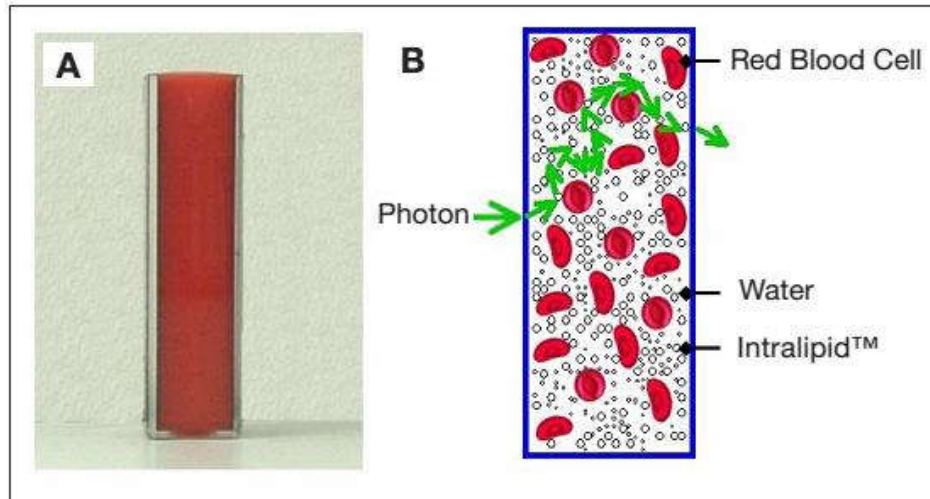 A
B
Red Blood Cell
Photon
Water
Intralipid™